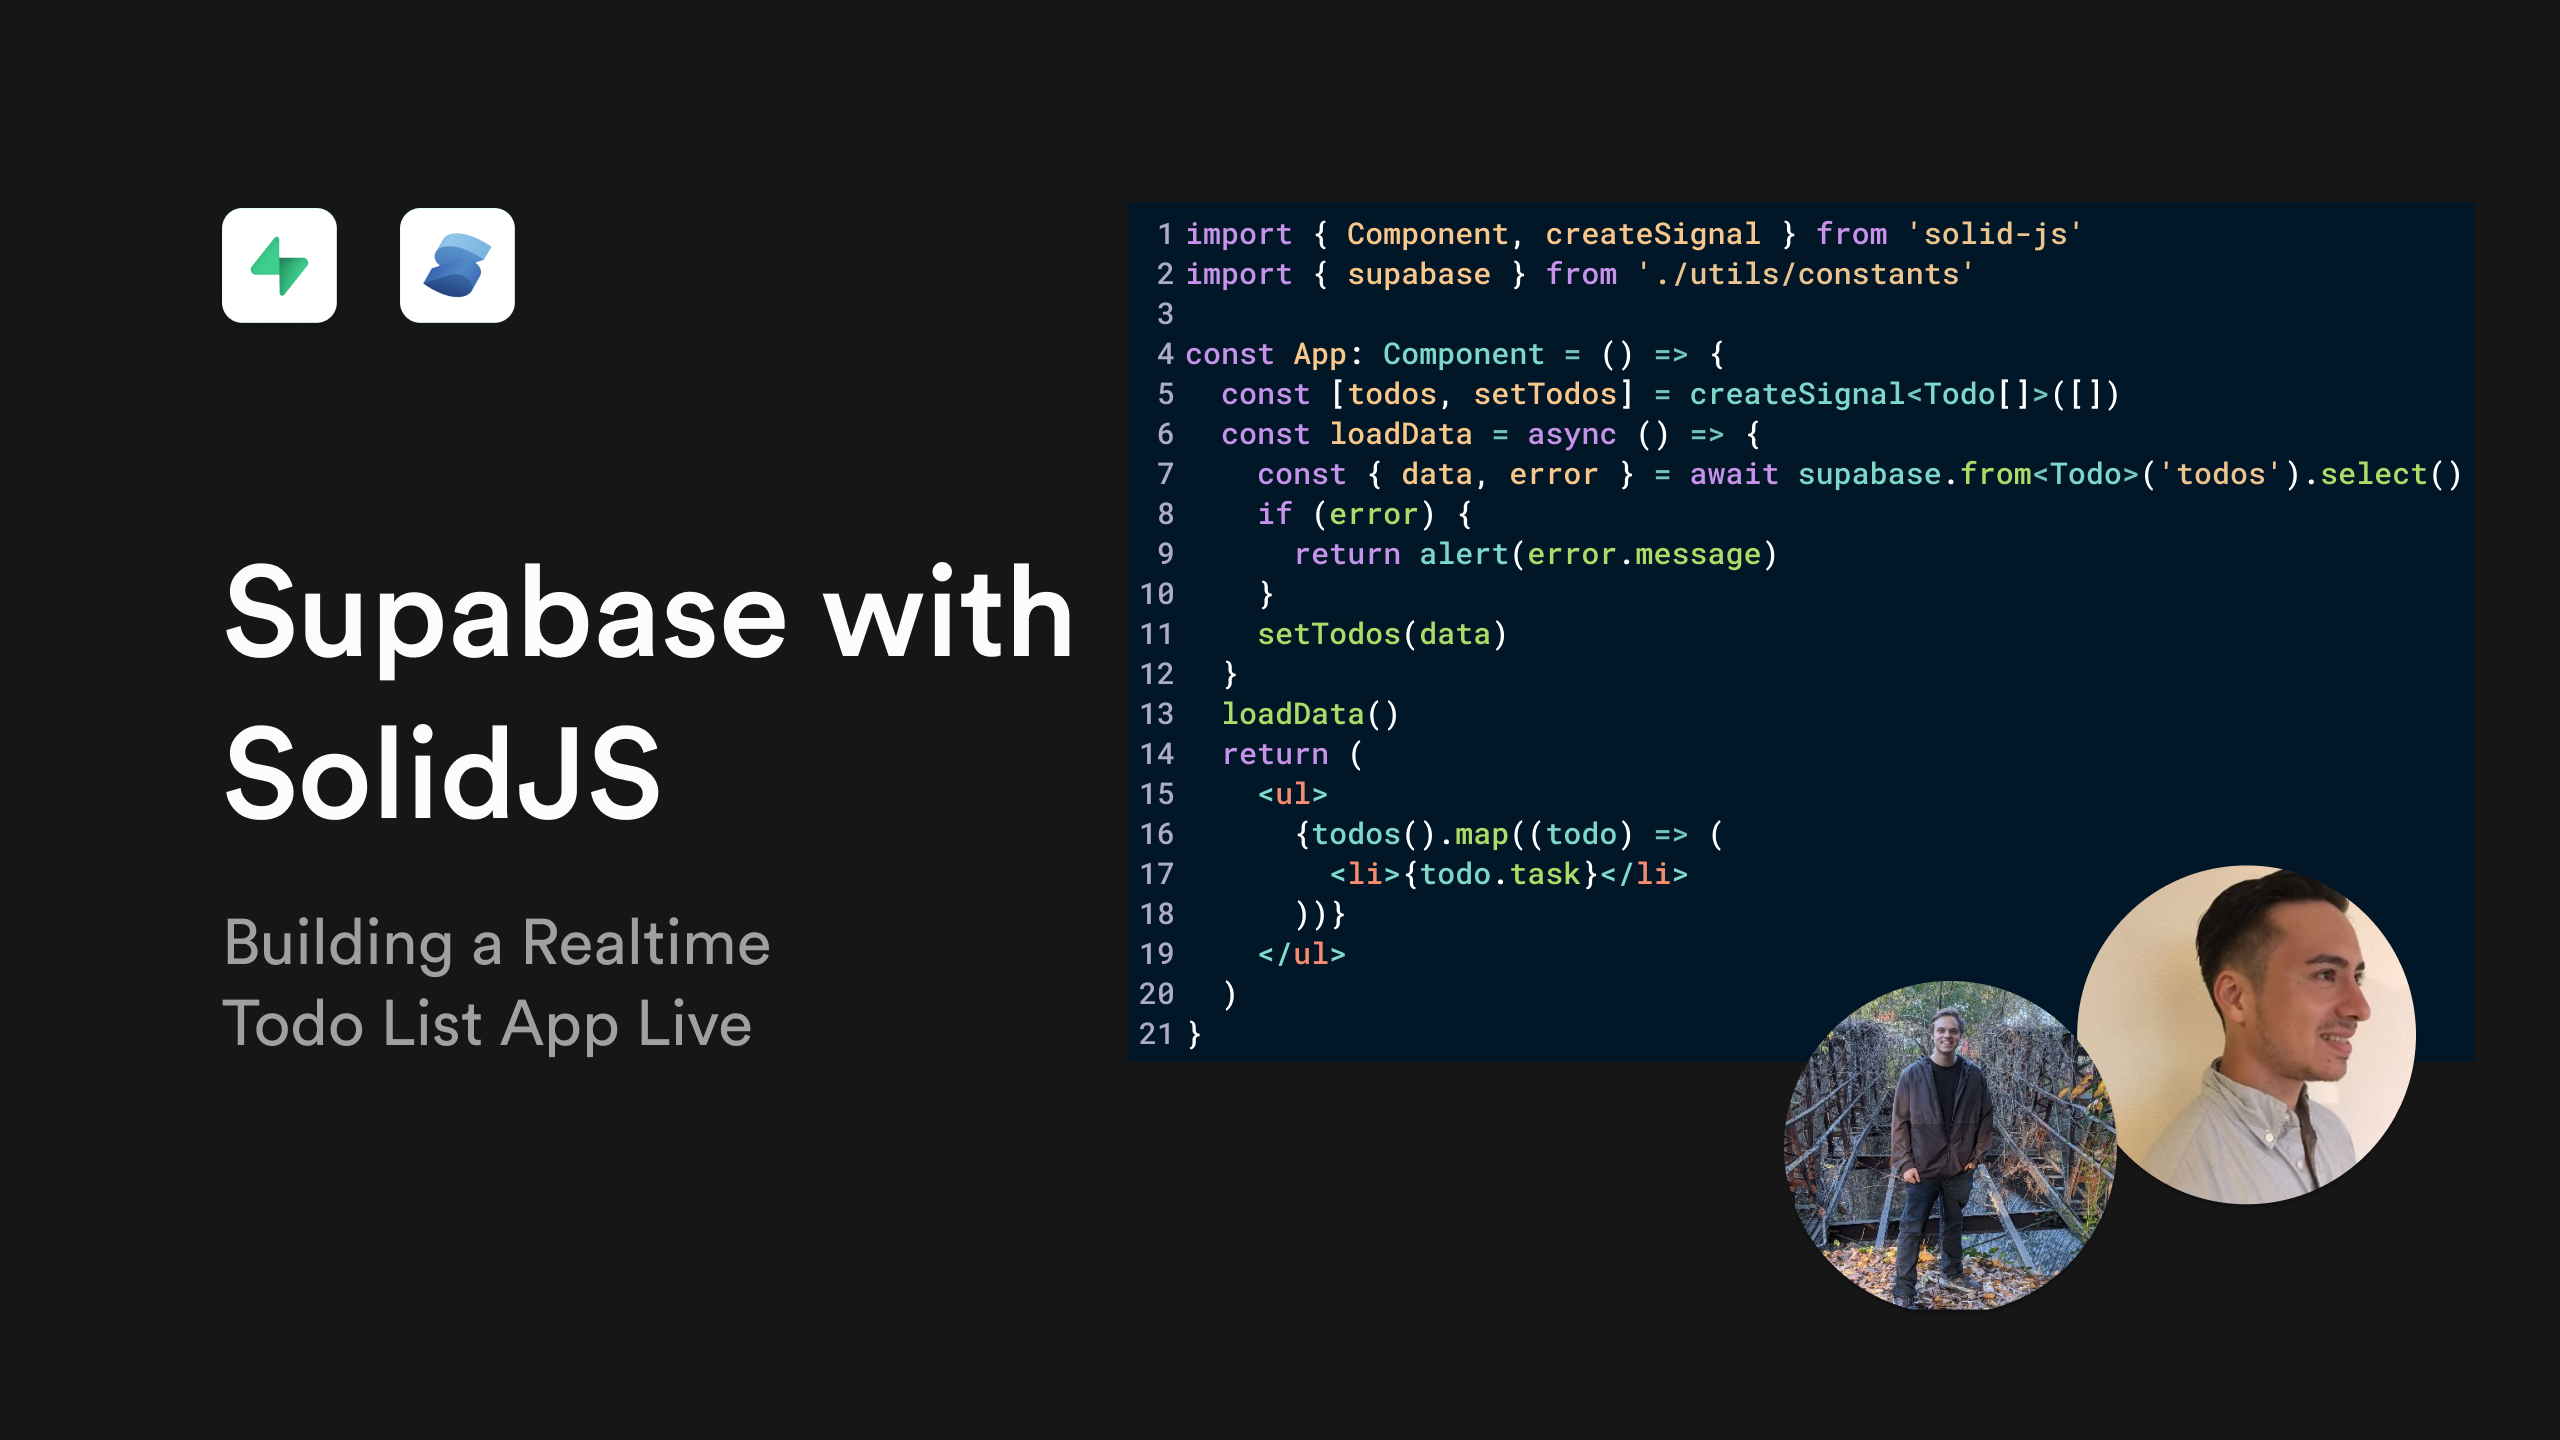 Supabase with
SolidJS
Building a Realtime
Todo List App Live
1 import { Component, createSignal } from 'solid-js'
2 import { supabase } from './utils/constants'
3
4 const App: Component = () => {
5   const [todos, setTodos] = createSignal<Todo[]>([])
6   const loadData = async () => {
7     const { data, error } = await supabase.from<Todo>('todos').select()
8     if (error) {
9       return alert(error.message)
10     }
11     setTodos(data)
12   }
13   loadData()
14   return (
15     <ul>
16       {todos().map((todo) => (
17         <li>{todo.task}</li>
18       ))}
19     </ul>
20   )
21 }